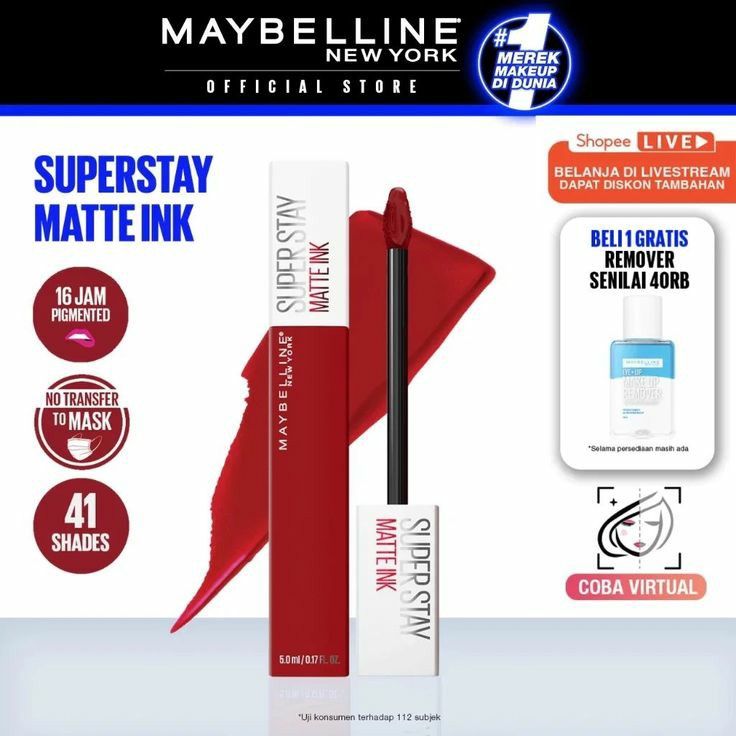 MAYBELLINE
NEW YORK
OFFICIAL STORE
#1
MEREK
MAKEUP
DI DUNIA
SUPERSTAY
MATTE INK
16 JAM
PIGMENTED
NO TRANSFER
TO MASK
41
SHADES
SUPER STAY
MATTE INK
MAYBELLINE
NEW YORK
5.0 ml / 0.17 FL. OZ.
SUPER STAY
MATTE INK
Shopee LIVE
BELANJA DI LIVESTREAM
DAPAT DISKON TAMBAHAN
BELI 1 GRATIS
REMOVER
SENILAI 40RB
MAYBELLINE
EYE+LIP
MAKE UP
REMOVER
*Selama persediaan masih ada
COBA VIRTUAL
*Uji konsumen terhadap 112 subjek